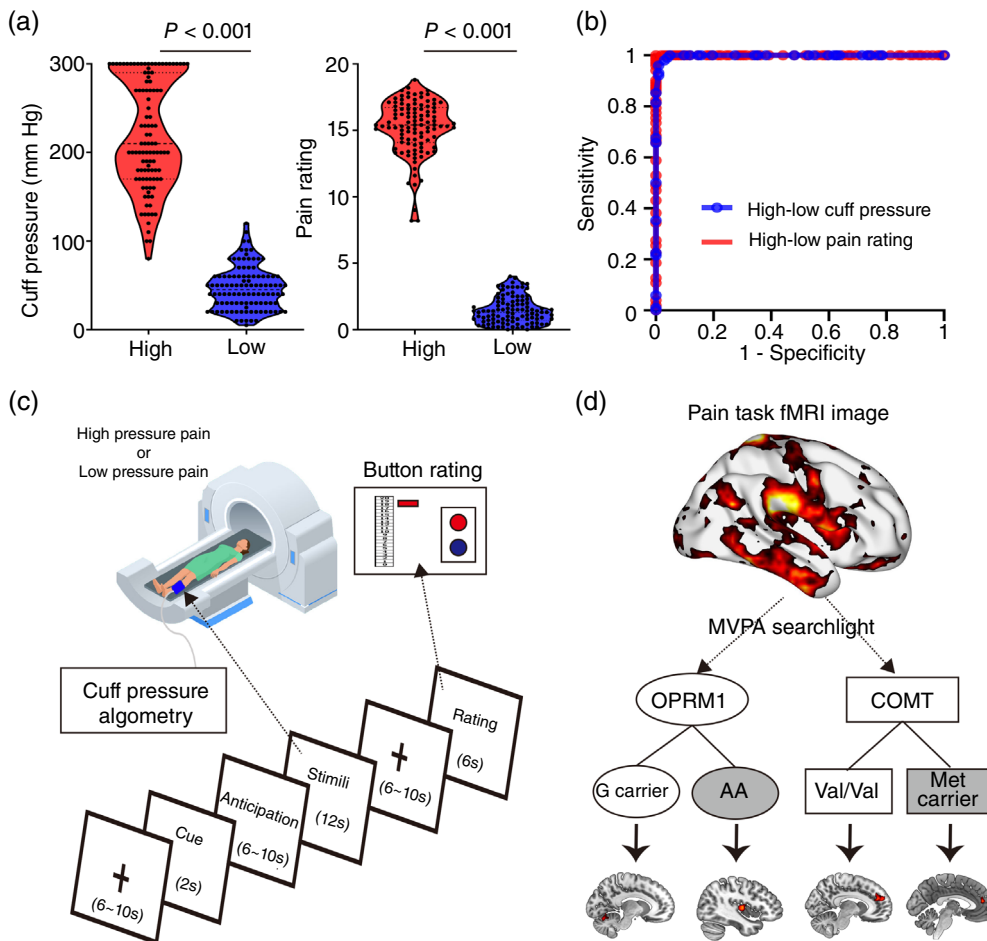 (a)
P < 0.001
P < 0.001
Cuff pressure (mm Hg)
300
200
100
0
High
Low
Pain rating
20
15
10
5
0
High
Low
(b)
Sensitivity
1
0.8
0.6
0.4
0.2
0
0
0.2
0.4
0.6
0.8
1
1 - Specificity
High-low cuff pressure
High-low pain rating
(c)
High pressure pain
or
Low pressure pain
Button rating
Cuff pressure
algometry
(6~10s)
Cue
(2s)
Anticipation
(6~10s)
Stimili
(12s)
(6~10s)
Rating
(6s)
(d)
Pain task fMRI image
MVPA searchlight
OPRM1
COMT
G carrier
AA
Val/Val
Met
carrier